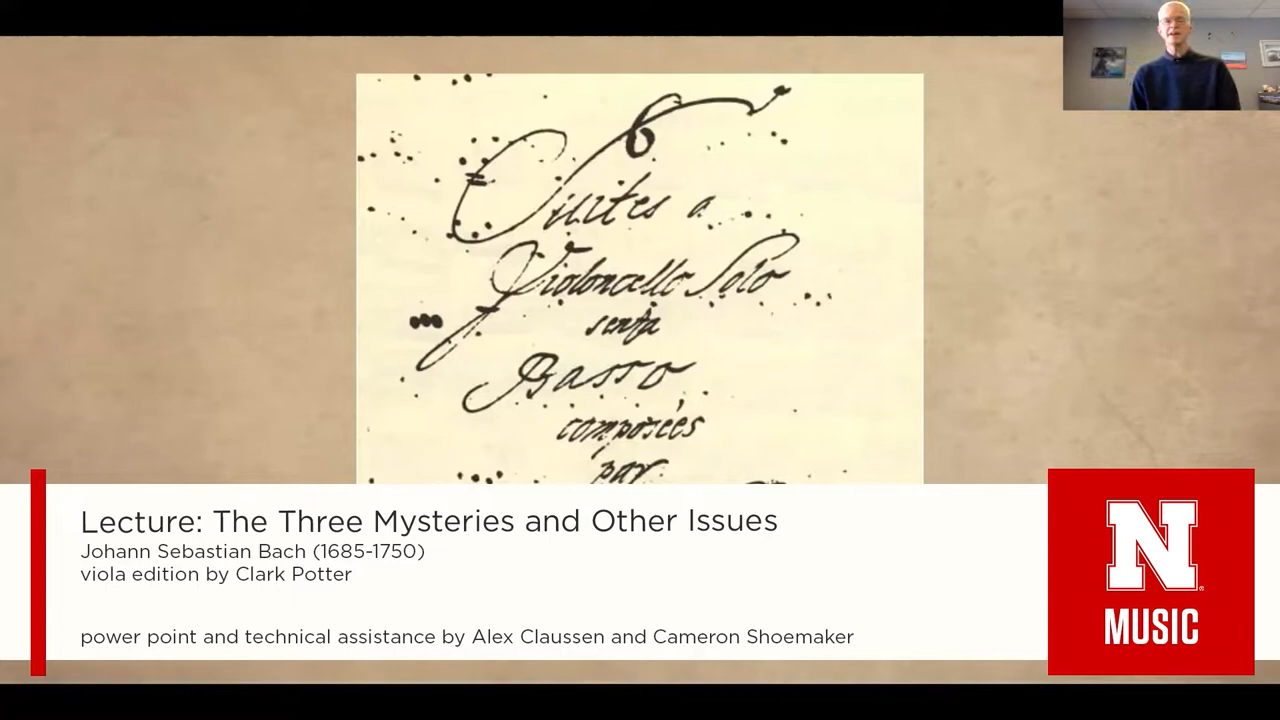 6
Suites a
Violoncello Solo
senza
Basso
composées
par
Lecture: The Three Mysteries and Other Issues
Johann Sebastian Bach (1685-1750)
viola edition by Clark Potter
power point and technical assistance by Alex Claussen and Cameron Shoemaker
N
MUSIC